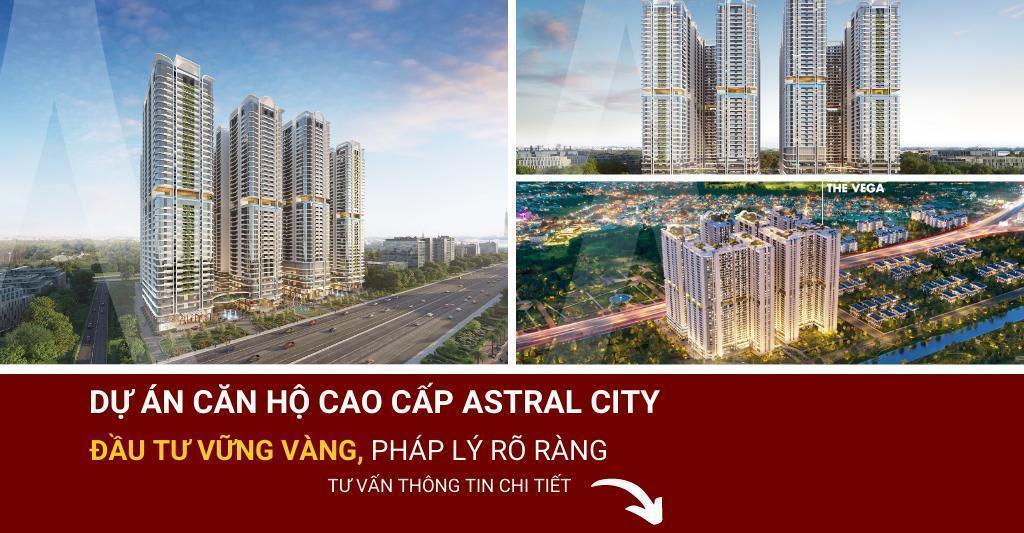 THE VEGA
DỰ ÁN CĂN HỘ CAO CẤP ASTRAL CITY
ĐẦU TƯ VỮNG VÀNG, PHÁP LÝ RÕ RÀNG
TƯ VẤN THÔNG TIN CHI TIẾT